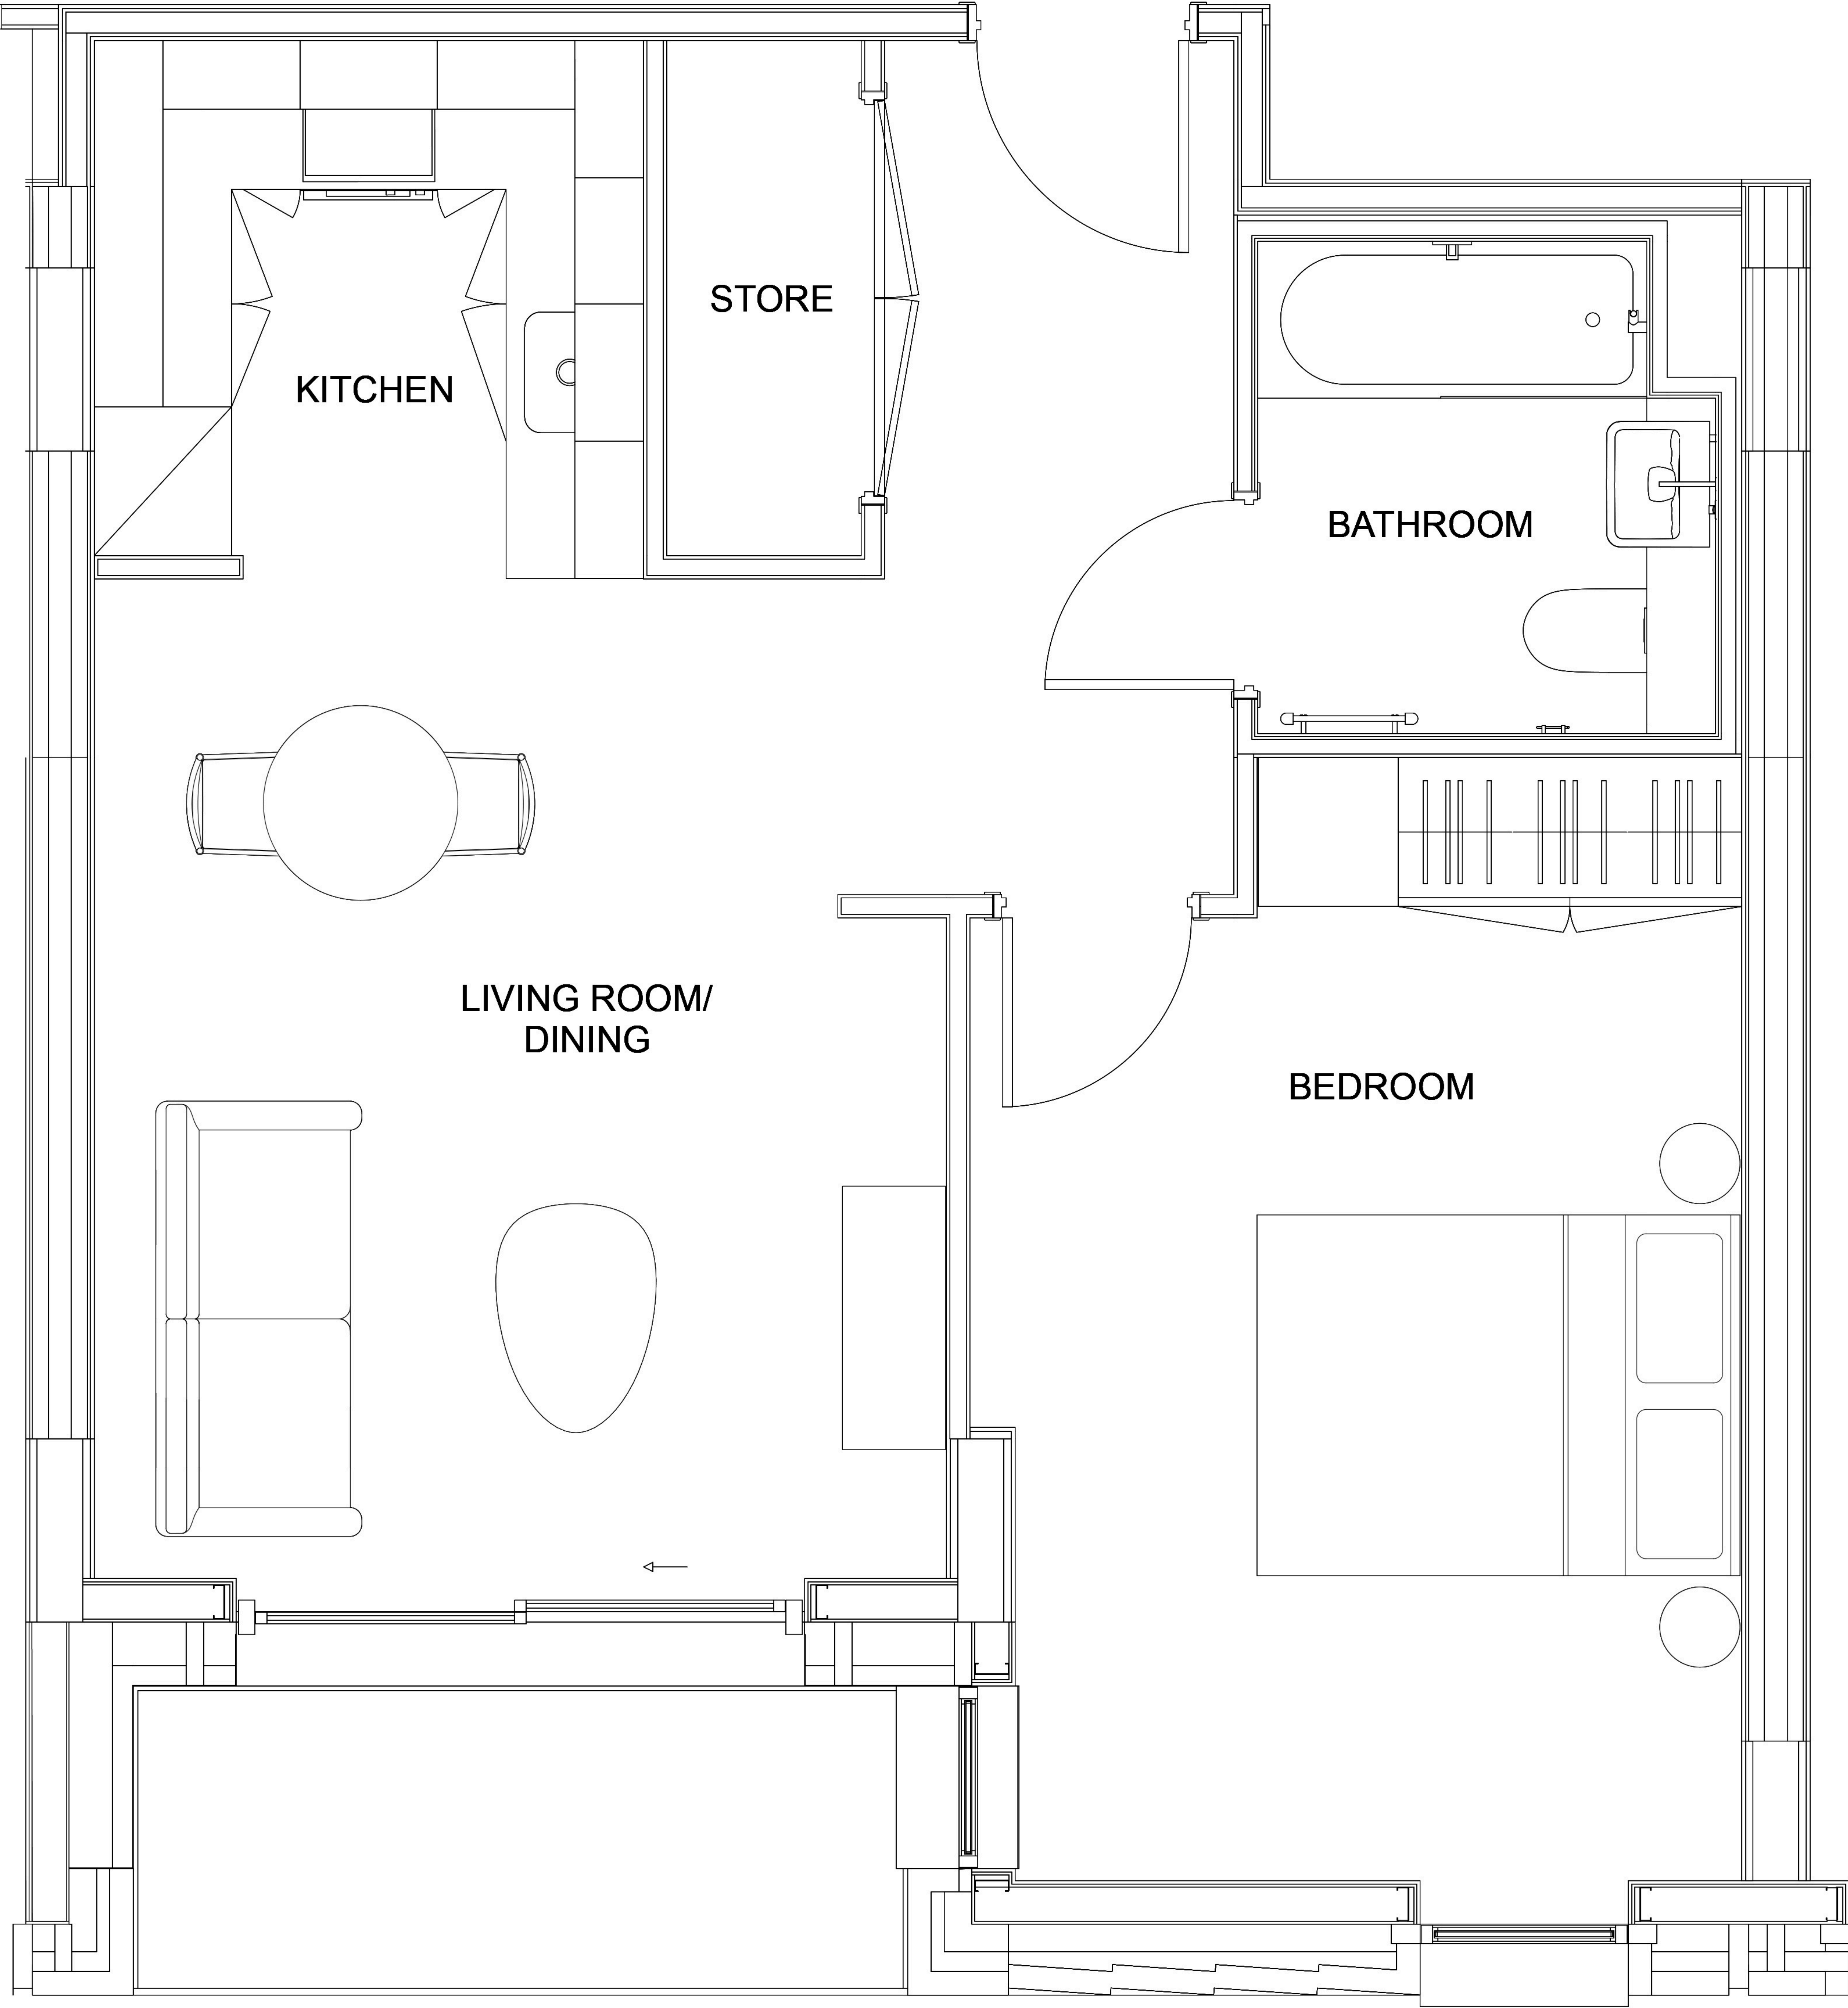 STORE
KITCHEN
BATHROOM
LIVING ROOM/
DINING
BEDROOM